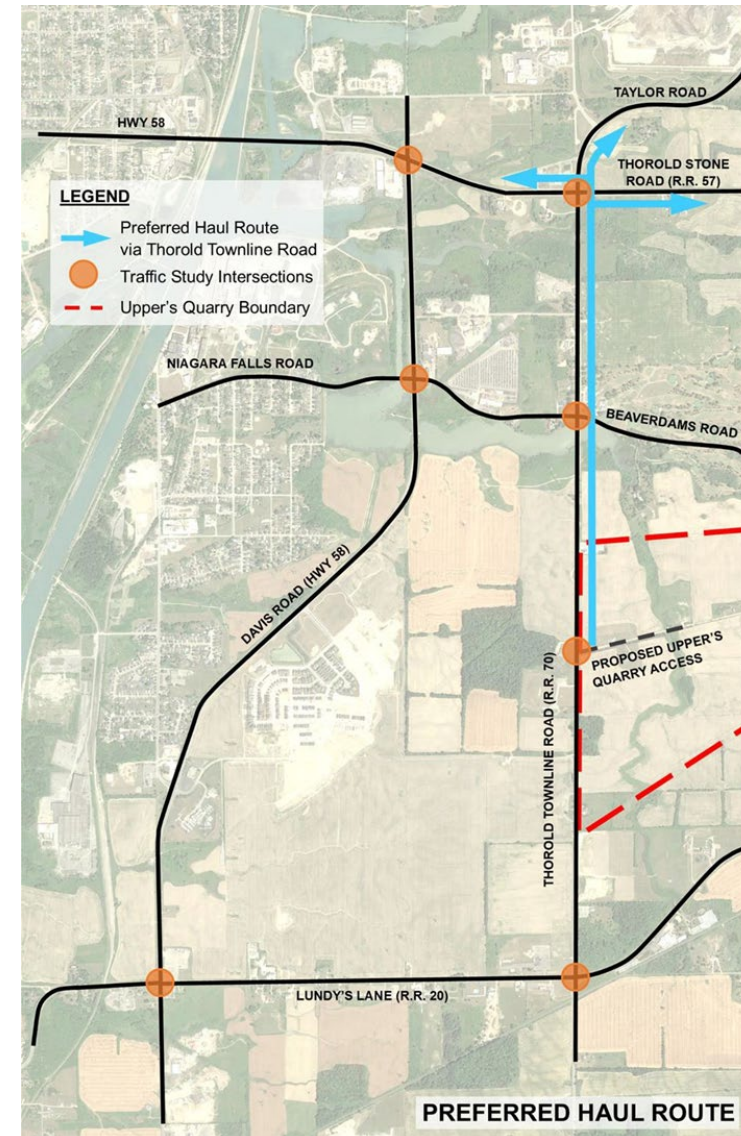 TAYLOR ROAD
HWY 58
THOROLD STONE
ROAD (R.R. 57)
LEGEND
Preferred Haul Route
via Thorold Townline Road
Traffic Study Intersections
Upper's Quarry Boundary
NIAGARA FALLS ROAD
BEAVERDAMS ROAD
DAVIS ROAD (HWY 58)
PROPOSED UPPER'S
QUARRY ACCESS
THOROLD TOWNLINE ROAD (R.R. 70)
LUNDY'S LANE (R.R. 20)
PREFERRED HAUL ROUTE